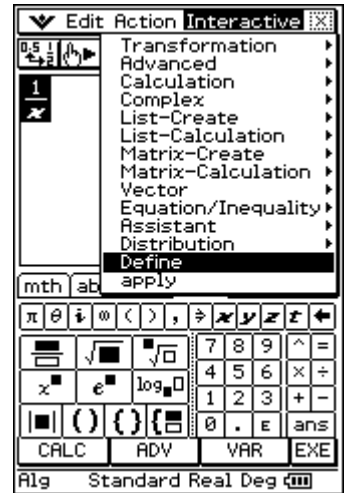 Edit Action Interactive
Transformation
Advanced
Calculation
Complex
List-Create
List-Calculation
Matrix-Create
Matrix-Calculation
Vector
Equation/Inequality
Assistant
Distribution
Define
apply
0.5 1 2
1
x
mth ab
π θ i ∞ ( ) , ⇒ x y z t ←
■ √■ ⁿ√□ 7 8 9 ^ =
x■ e■ log■□ 4 5 6 × ÷
1 2 3 + −
|■| () {} {■ 0 . E ans
CALC ADV VAR EXE
Alg Standard Real Deg